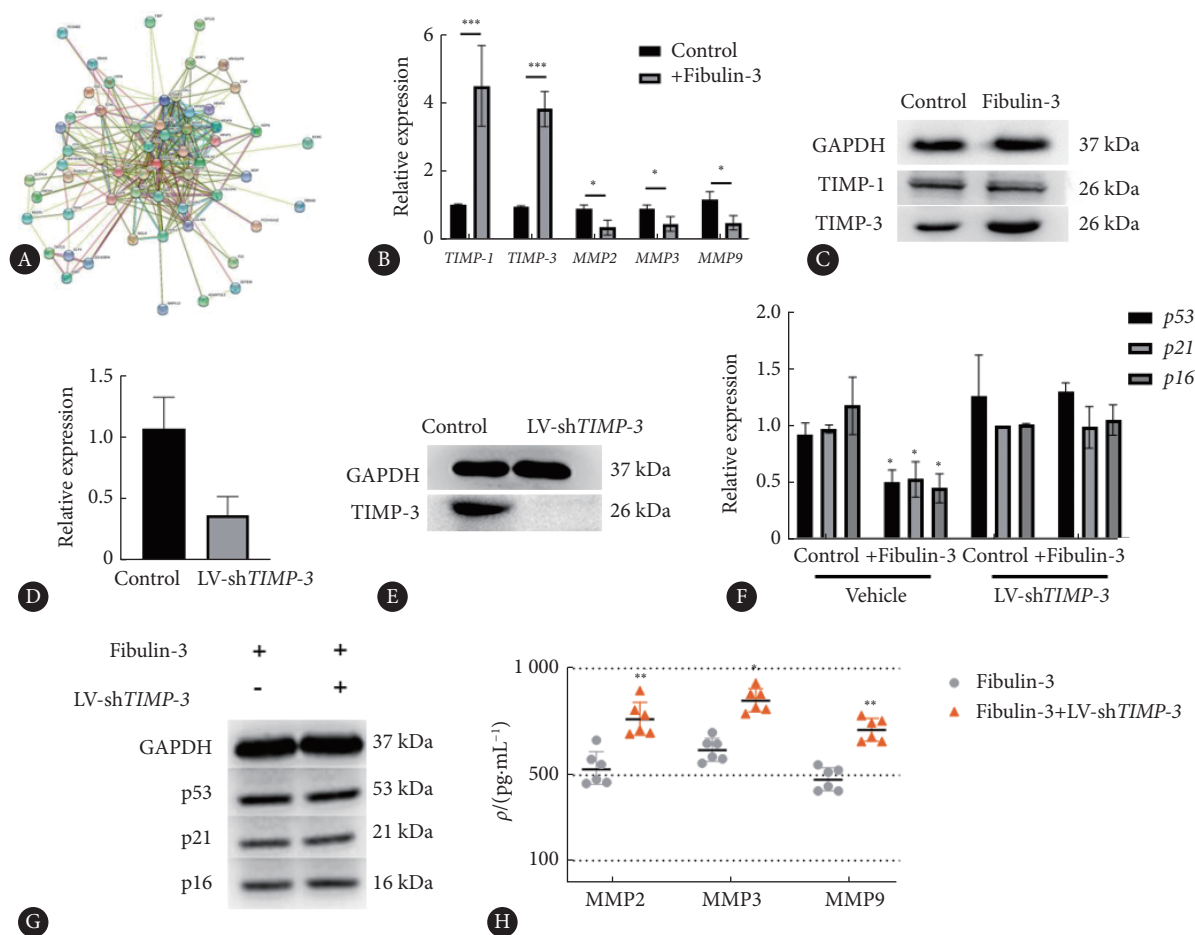 A
6
4
2
0
Relative expression
***
***
*
*
*
Control
+Fibulin-3
TIMP-1 TIMP-3 MMP2 MMP3 MMP9
B
Control Fibulin-3
GAPDH 37 kDa
TIMP-1 26 kDa
TIMP-3 26 kDa
C
1.5
1.0
0.5
0
Relative expression
Control LV-shTIMP-3
D
Control LV-shTIMP-3
GAPDH 37 kDa
TIMP-3 26 kDa
E
2.0
1.5
1.0
0.5
0
Relative expression
* * *
p53
p21
p16
Control +Fibulin-3 Control +Fibulin-3
Vehicle LV-shTIMP-3
F
Fibulin-3 + +
LV-shTIMP-3 - +
GAPDH 37 kDa
p53 53 kDa
p21 21 kDa
p16 16 kDa
G
1 000
500
100
ρ/(pg·mL⁻¹)
**
*
**
Fibulin-3
Fibulin-3+LV-shTIMP-3
MMP2 MMP3 MMP9
H